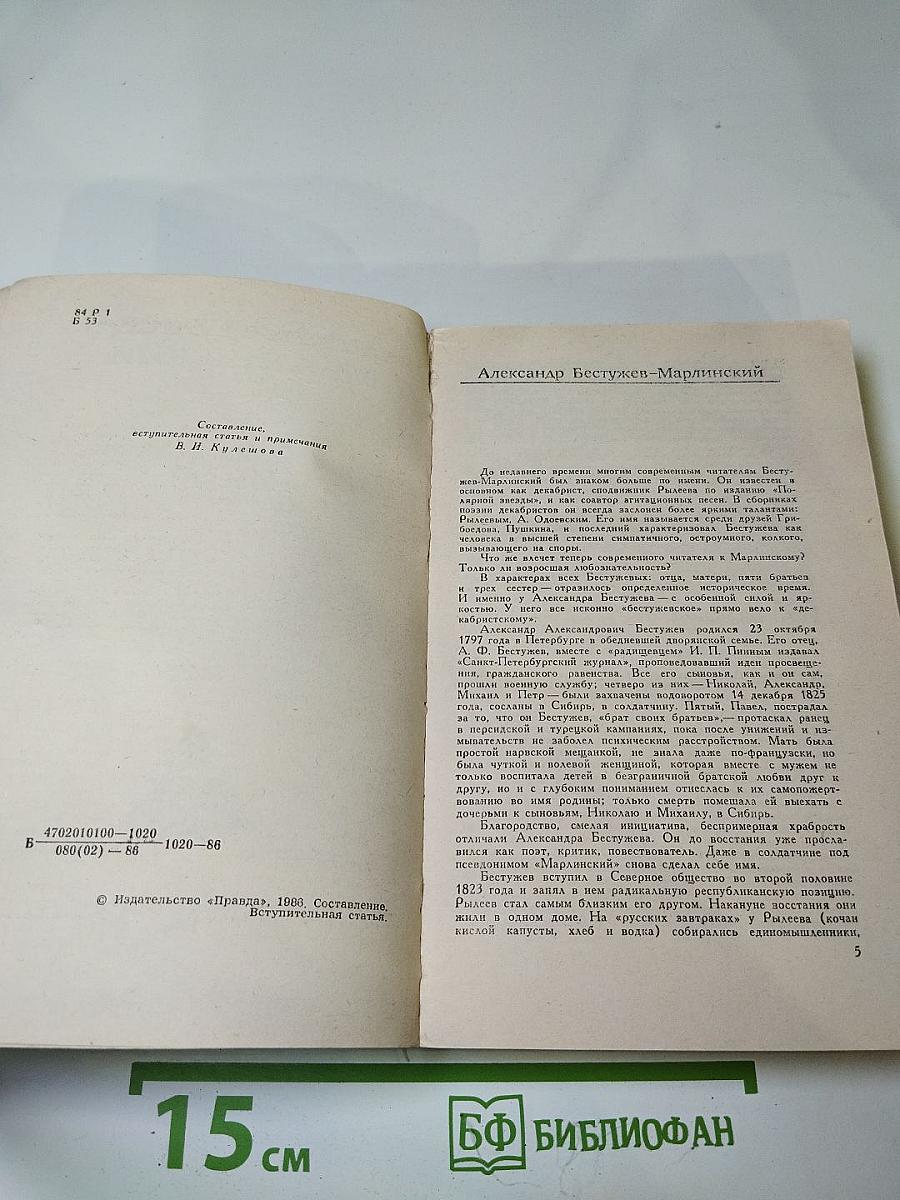 84 Р 1
Б 53
Составление,
вступительная статья и примечания
В. И. Кулешова
4702010100—1020
Б 1020—86
080(02) — 86
© Издательство «Правда», 1986. Составление.
Вступительная статья.
Александр Бестужев-Марлинский
До недавнего времени многим современным читателям Бесту-
жев-Марлинский был знаком больше по имени. Он известен в
основном как декабрист, сподвижник Рылеева по изданию «По-
лярной звезды», и как соавтор агитационных песен. В сборниках
поэзии декабристов он всегда заслонен более яркими талантами:
Рылеевым, А. Одоевским. Его имя называется среди друзей Гри-
боедова, Пушкина, и последний характеризовал Бестужева как
человека в высшей степени симпатичного, остроумного, колкого,
вызывающего на споры.
Что же влечет теперь современного читателя к Марлинскому?
Только ли возросшая любознательность?
В характерах всех Бестужевых: отца, матери, пяти братьев
и трех сестер — отразилось определенное историческое время.
И именно у Александра Бестужева — с особенной силой и яр-
костью. У него все исконно «бестужевское» прямо вело к «де-
кабристскому».
Александр Александрович Бестужев родился 23 октября
1797 года в Петербурге в обедневшей дворянской семье. Его отец,
А. Ф. Бестужев, вместе с «радищевцем» И. П. Пниным издавал
«Санкт-Петербургский журнал», проповедовавший идеи просвеще-
ния, гражданского равенства. Все его сыновья, как и он сам,
прошли военную службу; четверо из них — Николай, Александр,
Михаил и Петр — были захвачены водоворотом 14 декабря 1825
года, сосланы в Сибирь, в солдатчину. Пятый, Павел, пострадал
за то, что он Бестужев, «брат своих братьев», — протаскал ранец
в персидской и турецкой кампаниях, пока после унижений и из-
мывательств не заболел психическим расстройством. Мать была
простой нарвской мещанкой, не знала даже по-французски, но
была чуткой и волевой женщиной, которая вместе с мужем не
только воспитала детей в безграничной братской любви друг к
другу, но и с глубоким пониманием отнеслась к их самопожерт-
вованию во имя родины; только смерть помешала ей выехать с
дочерьми к сыновьям, Николаю и Михаилу, в Сибирь.
Благородство, смелая инициатива, беспримерная храбрость
отличали Александра Бестужева. Он до восстания уже просла-
вился как поэт, критик, повествователь. Даже в солдатчине под
псевдонимом «Марлинский» снова сделал себе имя.
Бестужев вступил в Северное общество во второй половине
1823 года и занял в нем радикальную республиканскую позицию.
Рылеев стал самым близким его другом. Накануне восстания они
жили в одном доме. На «русских завтраках» у Рылеева (кочан
кислой капусты, хлеб и водка) собирались единомышленники,
5
15 см
БФ БИБЛИОФАН